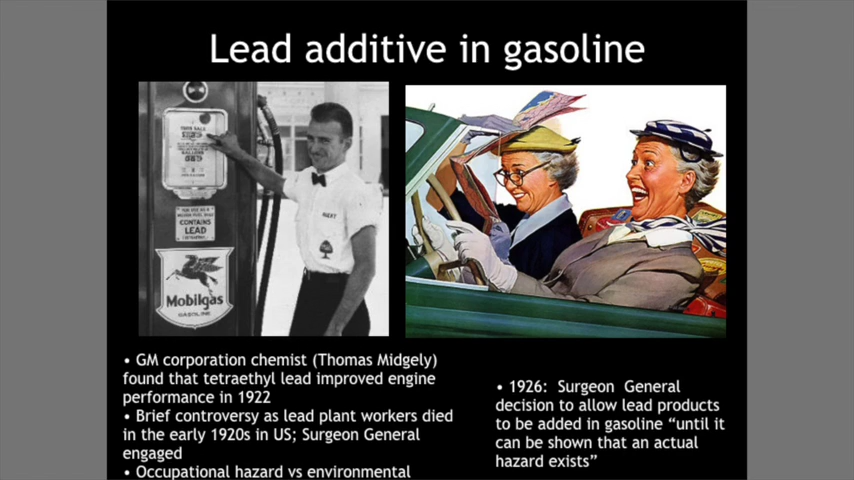 Lead additive in gasoline
CONTAINS
LEAD
Mobilgas
GASOLINE
• GM corporation chemist (Thomas Midgely)
found that tetraethyl lead improved engine
performance in 1922
• Brief controversy as lead plant workers died
in the early 1920s in US; Surgeon General
engaged
• Occupational hazard vs environmental
• 1926:  Surgeon  General
decision to allow lead products
to be added in gasoline “until it
can be shown that an actual
hazard exists”